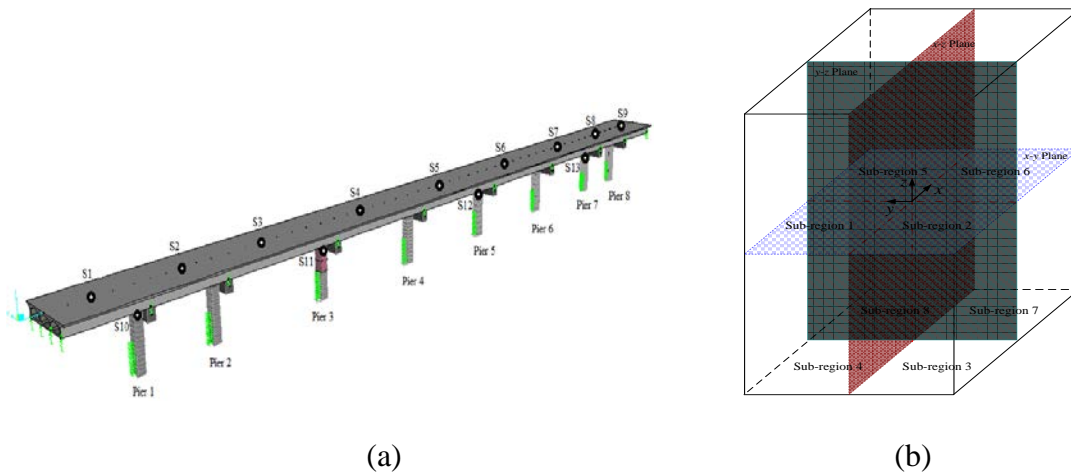 S1
S2
S3
S4
S5
S6
S7
S8
S9
S10
S11
S12
S13
Pier 1
Pier 2
Pier 3
Pier 4
Pier 5
Pier 6
Pier 7
Pier 8
(a)
x-z Plane
y-z Plane
x-y Plane
Sub-region 5
Sub-region 6
z
x
y
Sub-region 1
Sub-region 2
Sub-region 8
Sub-region 7
Sub-region 4
Sub-region 3
(b)